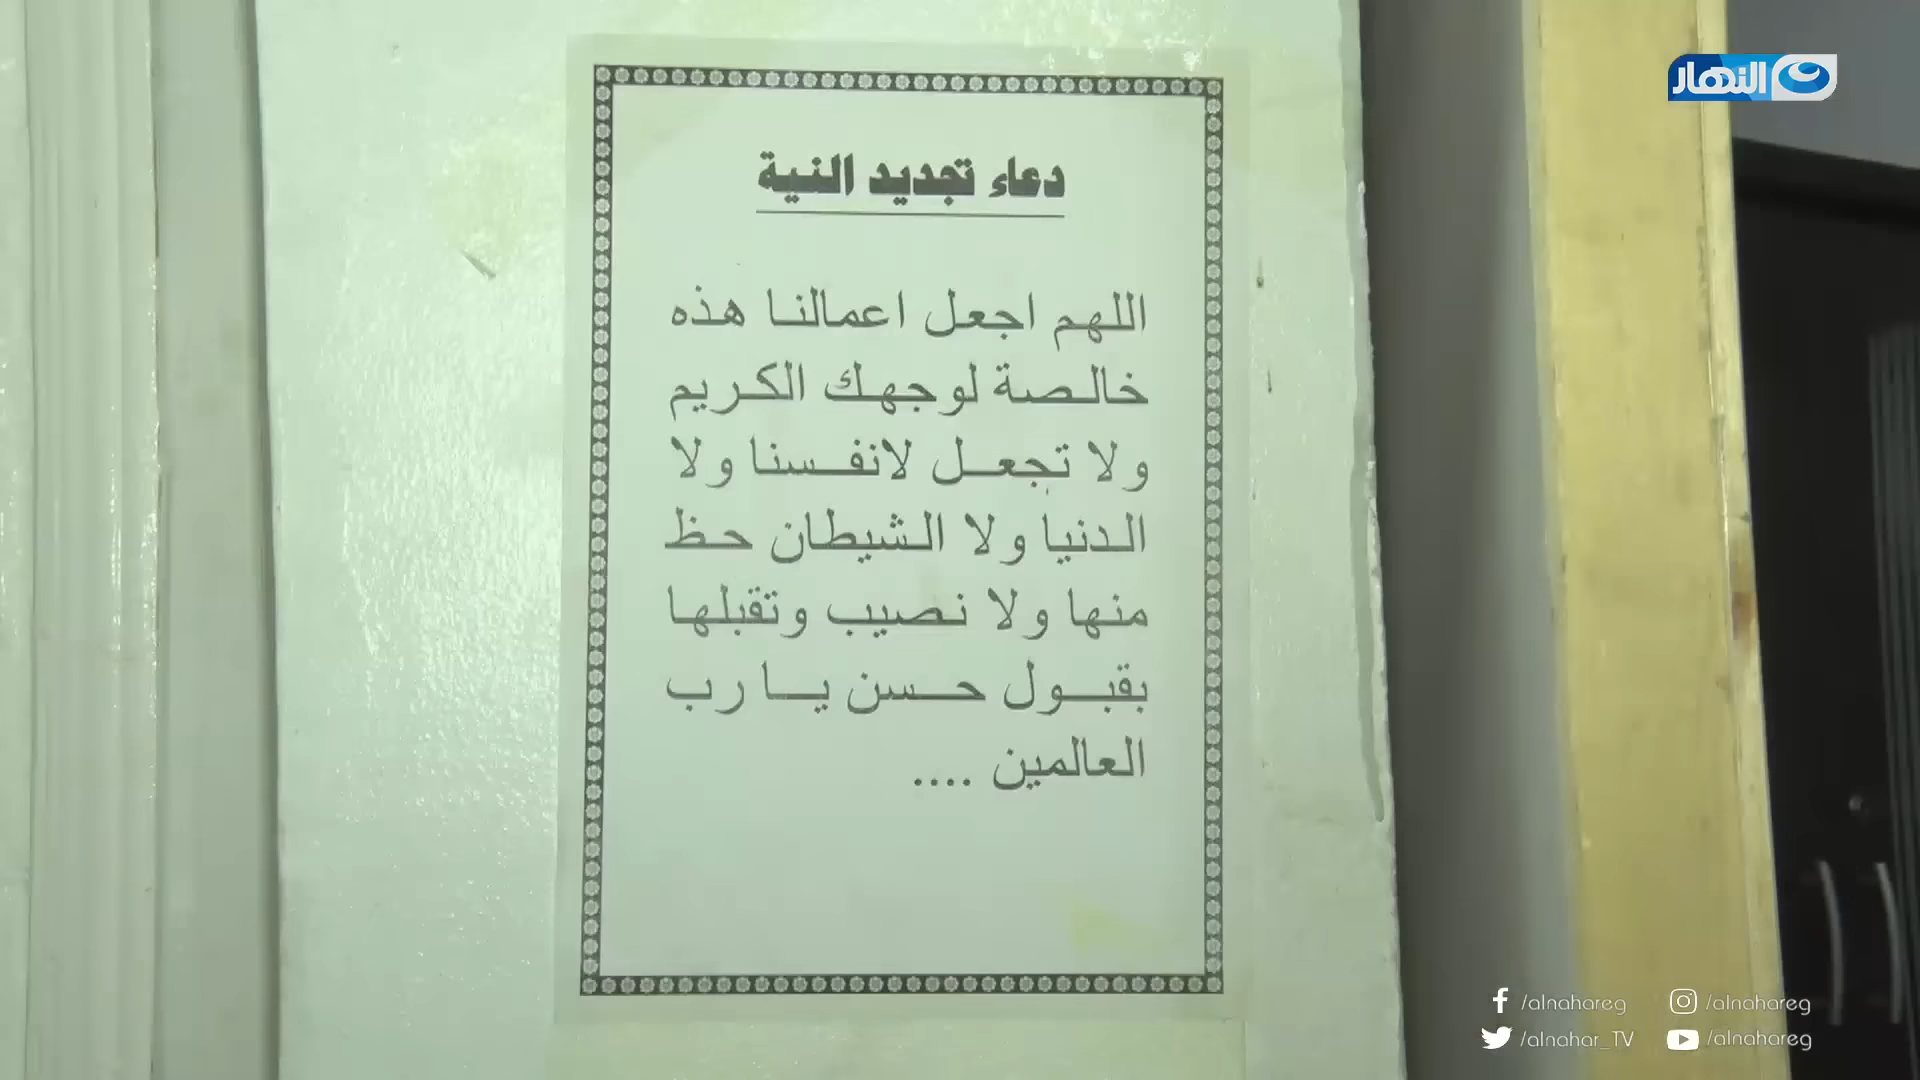 النهار
دعاء تجديد النية
اللهم اجعل اعمالنا هذه
خالصة لوجهك الكريم
ولا تجعل لانفسنا ولا
الدنيا ولا الشيطان حظ
منها ولا نصيب وتقبلها
بقبول حسن يا رب
العالمين ....
/alnahareg
/alnahareg
/alnahar_TV
/alnahareg